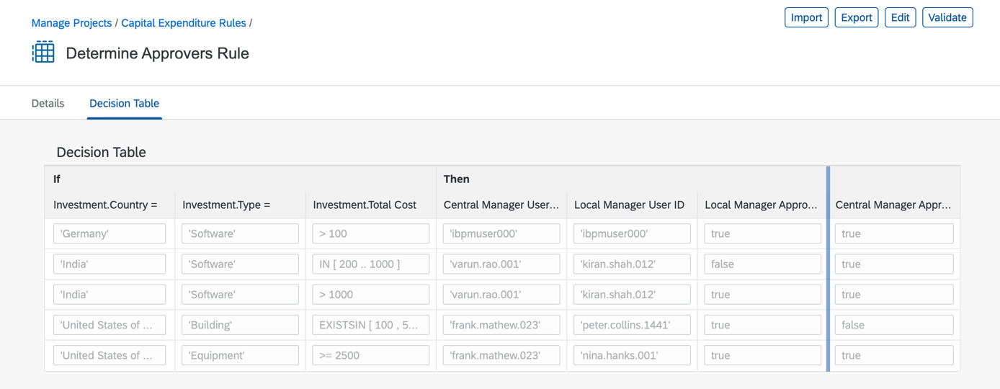 Manage Projects / Capital Expenditure Rules /
Import Export Edit Validate
Determine Approvers Rule
Details Decision Table
Decision Table
If Then
Investment.Country = Investment.Type = Investment.Total Cost Central Manager User... Local Manager User ID Local Manager Appro... Central Manager Appr...
'Germany' 'Software' > 100 'ibpmuser000' 'ibpmuser000' true true
'India' 'Software' IN [ 200 .. 1000 ] 'varun.rao.001' 'kiran.shah.012' false true
'India' 'Software' > 1000 'varun.rao.001' 'kiran.shah.012' true true
'United States of ... 'Building' EXISTSIN [ 100 , 5... 'frank.mathew.023' 'peter.collins.1441' true false
'United States of ... 'Equipment' >= 2500 'frank.mathew.023' 'nina.hanks.001' true true